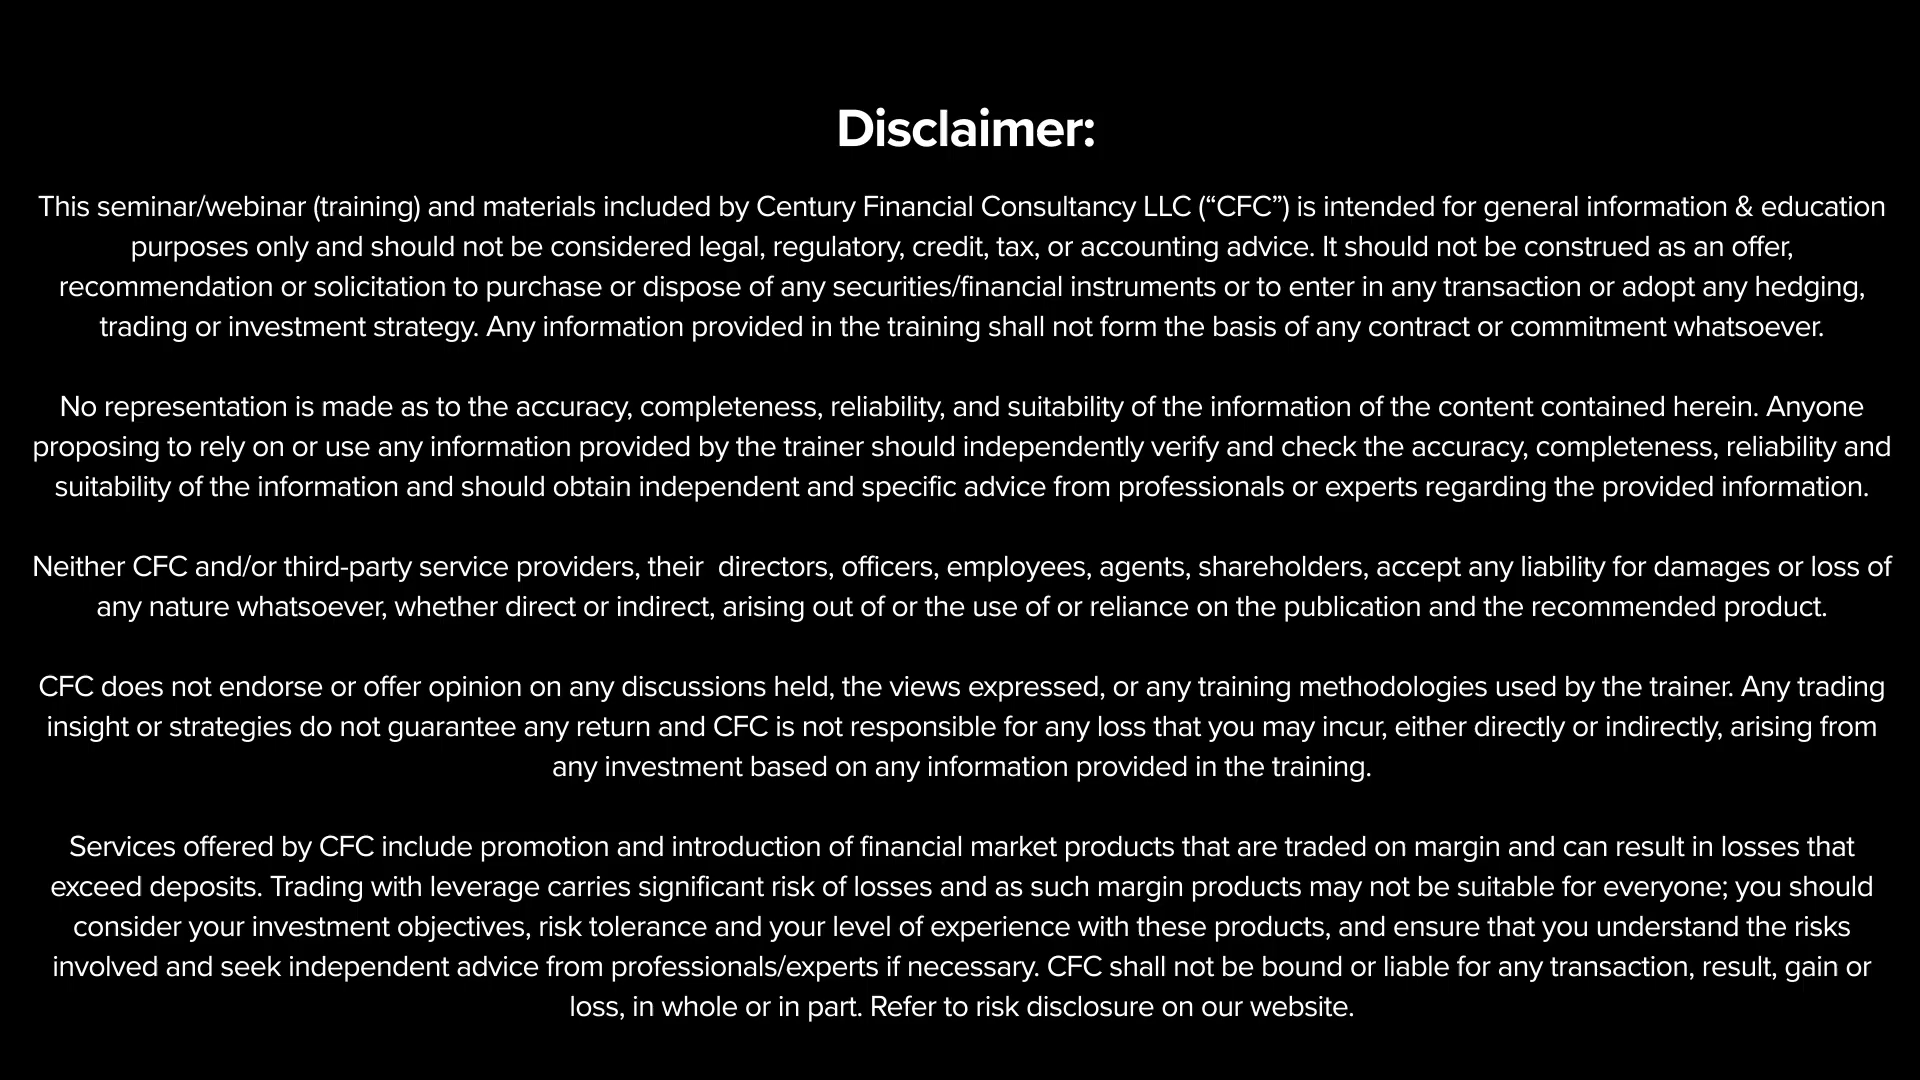 Disclaimer:
This seminar/webinar (training) and materials included by Century Financial Consultancy LLC (“CFC”) is intended for general information & education
purposes only and should not be considered legal, regulatory, credit, tax, or accounting advice. It should not be construed as an offer,
recommendation or solicitation to purchase or dispose of any securities/financial instruments or to enter in any transaction or adopt any hedging,
trading or investment strategy. Any information provided in the training shall not form the basis of any contract or commitment whatsoever.
No representation is made as to the accuracy, completeness, reliability, and suitability of the information of the content contained herein. Anyone
proposing to rely on or use any information provided by the trainer should independently verify and check the accuracy, completeness, reliability and
suitability of the information and should obtain independent and specific advice from professionals or experts regarding the provided information.
Neither CFC and/or third-party service providers, their  directors, officers, employees, agents, shareholders, accept any liability for damages or loss of
any nature whatsoever, whether direct or indirect, arising out of or the use of or reliance on the publication and the recommended product.
CFC does not endorse or offer opinion on any discussions held, the views expressed, or any training methodologies used by the trainer. Any trading
insight or strategies do not guarantee any return and CFC is not responsible for any loss that you may incur, either directly or indirectly, arising from
any investment based on any information provided in the training.
Services offered by CFC include promotion and introduction of financial market products that are traded on margin and can result in losses that
exceed deposits. Trading with leverage carries significant risk of losses and as such margin products may not be suitable for everyone; you should
consider your investment objectives, risk tolerance and your level of experience with these products, and ensure that you understand the risks
involved and seek independent advice from professionals/experts if necessary. CFC shall not be bound or liable for any transaction, result, gain or
loss, in whole or in part. Refer to risk disclosure on our website.